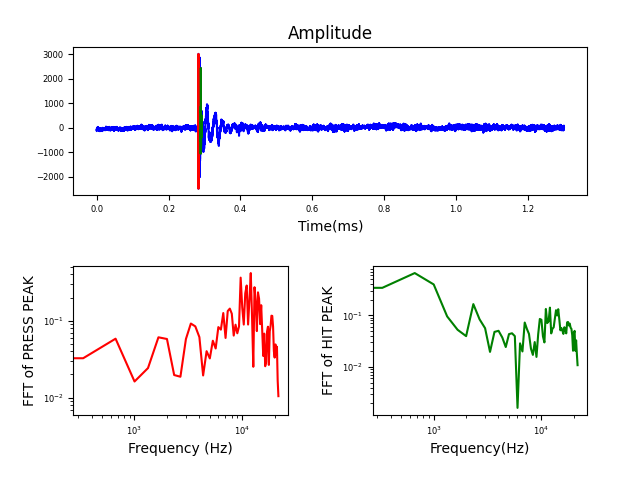 Amplitude
3000
2000
1000
0
−1000
−2000
0.0 0.2 0.4 0.6 0.8 1.0 1.2
Time(ms)
FFT of PRESS PEAK
10⁻¹
10⁻²
10³ 10⁴
Frequency (Hz)
FFT of HIT PEAK
10⁻¹
10⁻²
10³ 10⁴
Frequency(Hz)